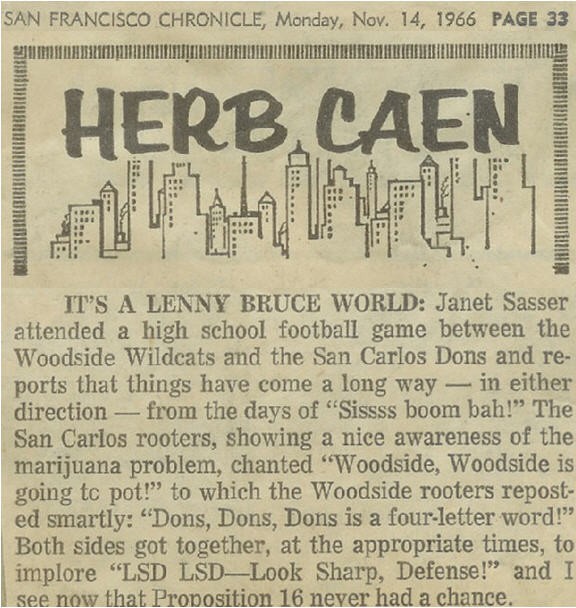 SAN FRANCISCO CHRONICLE, Monday, Nov. 14, 1966 PAGE 33
HERB CAEN
IT'S A LENNY BRUCE WORLD: Janet Sasser
attended a high school football game between the
Woodside Wildcats and the San Carlos Dons and re-
ports that things have come a long way — in either
direction — from the days of "Sissss boom bah!" The
San Carlos rooters, showing a nice awareness of the
marijuana problem, chanted "Woodside, Woodside is
going to pot!" to which the Woodside rooters repost-
ed smartly: "Dons, Dons, Dons is a four-letter word!"
Both sides got together, at the appropriate times, to
implore "LSD LSD—Look Sharp, Defense!" and I
see now that Proposition 16 never had a chance.